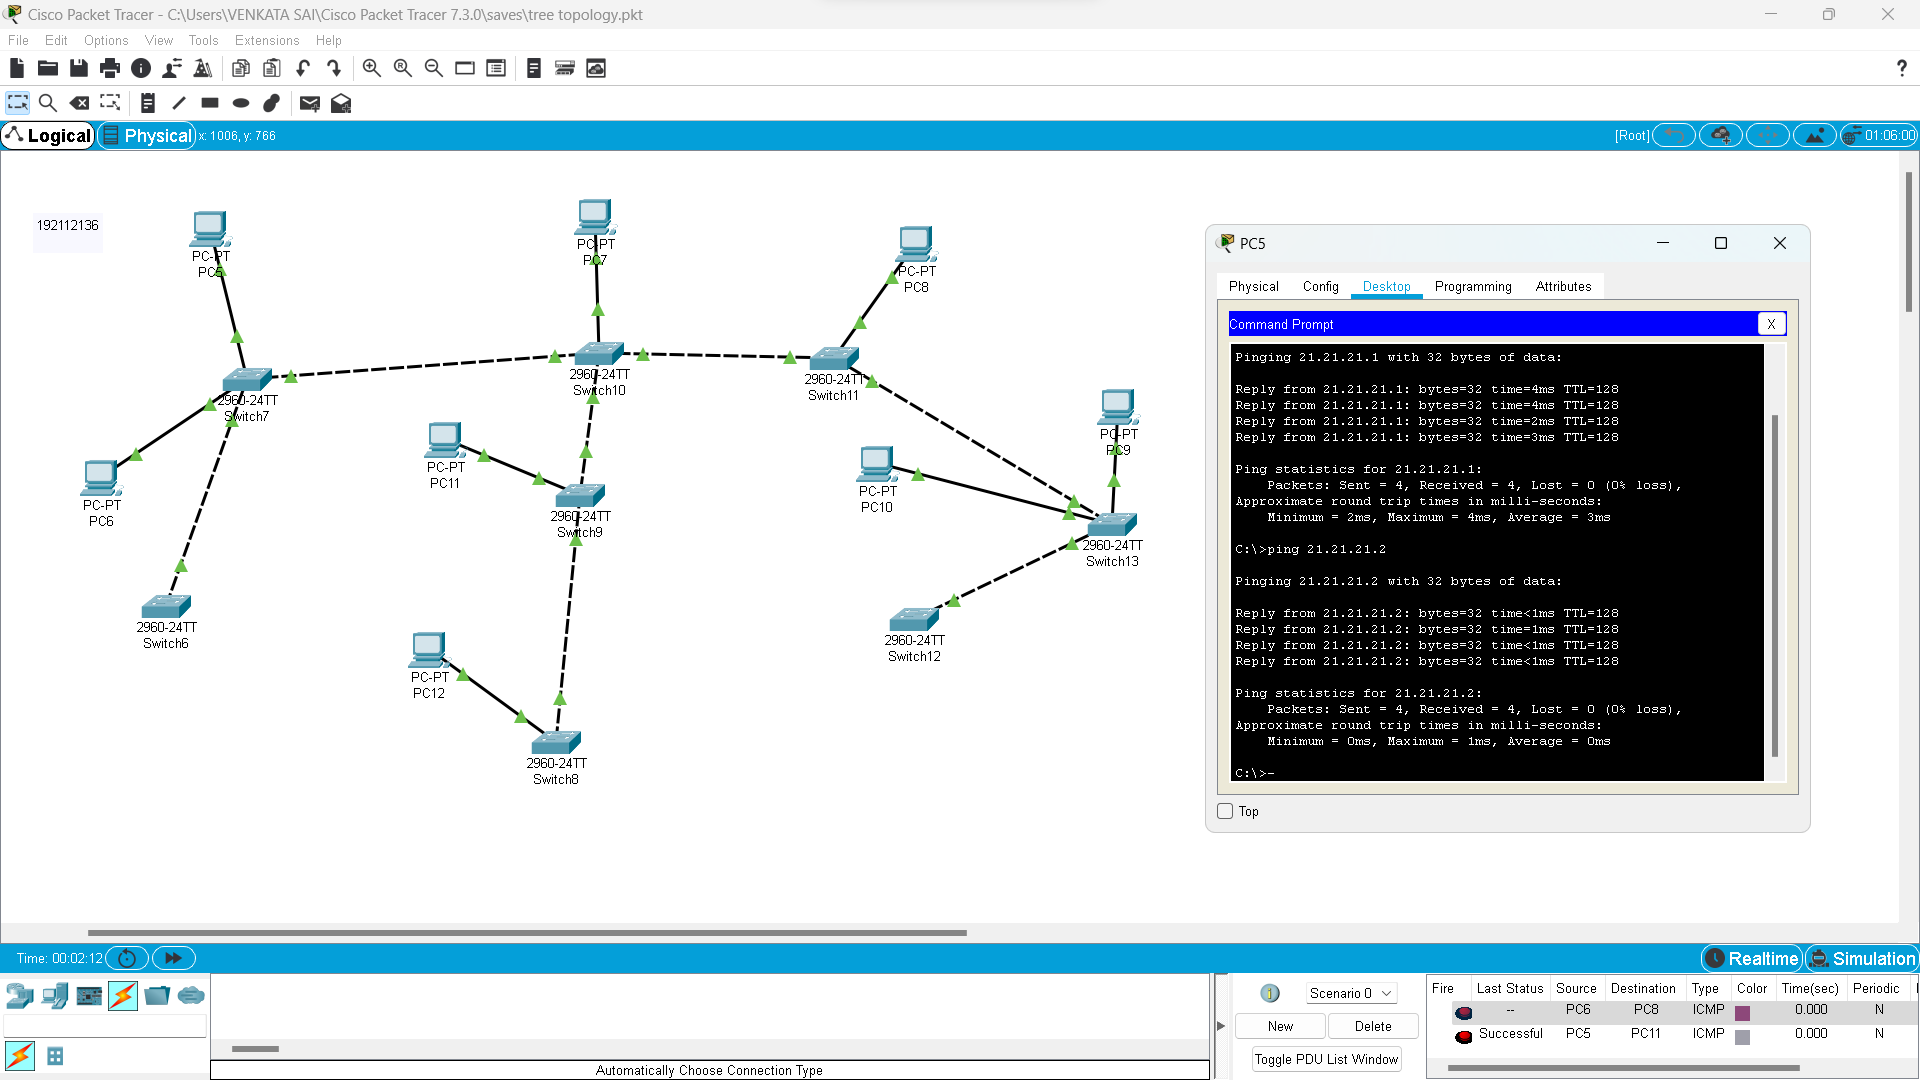 Cisco Packet Tracer - C:\Users\VENKATA SAI\Cisco Packet Tracer 7.3.0\saves\tree topology.pkt
File Edit Options View Tools Extensions Help
?
Logical Physical x: 1006, y: 766 [Root] 01:06:00
192112136
PC-PT
PC5
PC-PT
PC7
PC-PT
PC8
2960-24TT
Switch7
2960-24TT
Switch10
2960-24TT
Switch11
PC-PT
PC9
PC-PT
PC11
PC-PT
PC10
PC-PT
PC6
2960-24TT
Switch9
2960-24TT
Switch13
2960-24TT
Switch6
2960-24TT
Switch12
PC-PT
PC12
2960-24TT
Switch8
PC5
Physical Config Desktop Programming Attributes
Command Prompt X
Pinging 21.21.21.1 with 32 bytes of data:
Reply from 21.21.21.1: bytes=32 time=4ms TTL=128
Reply from 21.21.21.1: bytes=32 time=4ms TTL=128
Reply from 21.21.21.1: bytes=32 time=2ms TTL=128
Reply from 21.21.21.1: bytes=32 time=3ms TTL=128
Ping statistics for 21.21.21.1:
Packets: Sent = 4, Received = 4, Lost = 0 (0% loss),
Approximate round trip times in milli-seconds:
Minimum = 2ms, Maximum = 4ms, Average = 3ms
C:\>ping 21.21.21.2
Pinging 21.21.21.2 with 32 bytes of data:
Reply from 21.21.21.2: bytes=32 time<1ms TTL=128
Reply from 21.21.21.2: bytes=32 time=1ms TTL=128
Reply from 21.21.21.2: bytes=32 time<1ms TTL=128
Reply from 21.21.21.2: bytes=32 time<1ms TTL=128
Ping statistics for 21.21.21.2:
Packets: Sent = 4, Received = 4, Lost = 0 (0% loss),
Approximate round trip times in milli-seconds:
Minimum = 0ms, Maximum = 1ms, Average = 0ms
C:\>
Top
Time: 00:02:12 Realtime Simulation
Scenario 0
New Delete
Toggle PDU List Window
Fire Last Status Source Destination Type Color Time(sec) Periodic
-- PC6 PC8 ICMP 0.000 N
Successful PC5 PC11 ICMP 0.000 N
Automatically Choose Connection Type